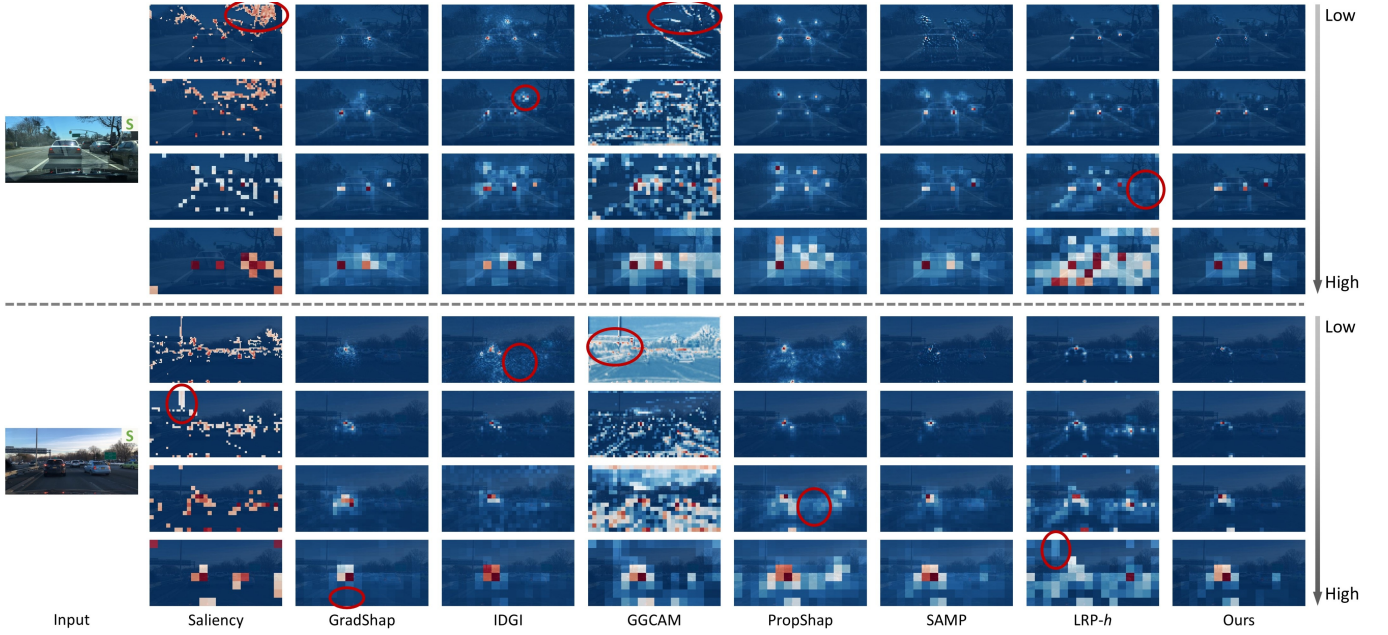 Low
S
High
Low
S
High
Input Saliency GradShap IDGI GGCAM PropShap SAMP LRP-h Ours